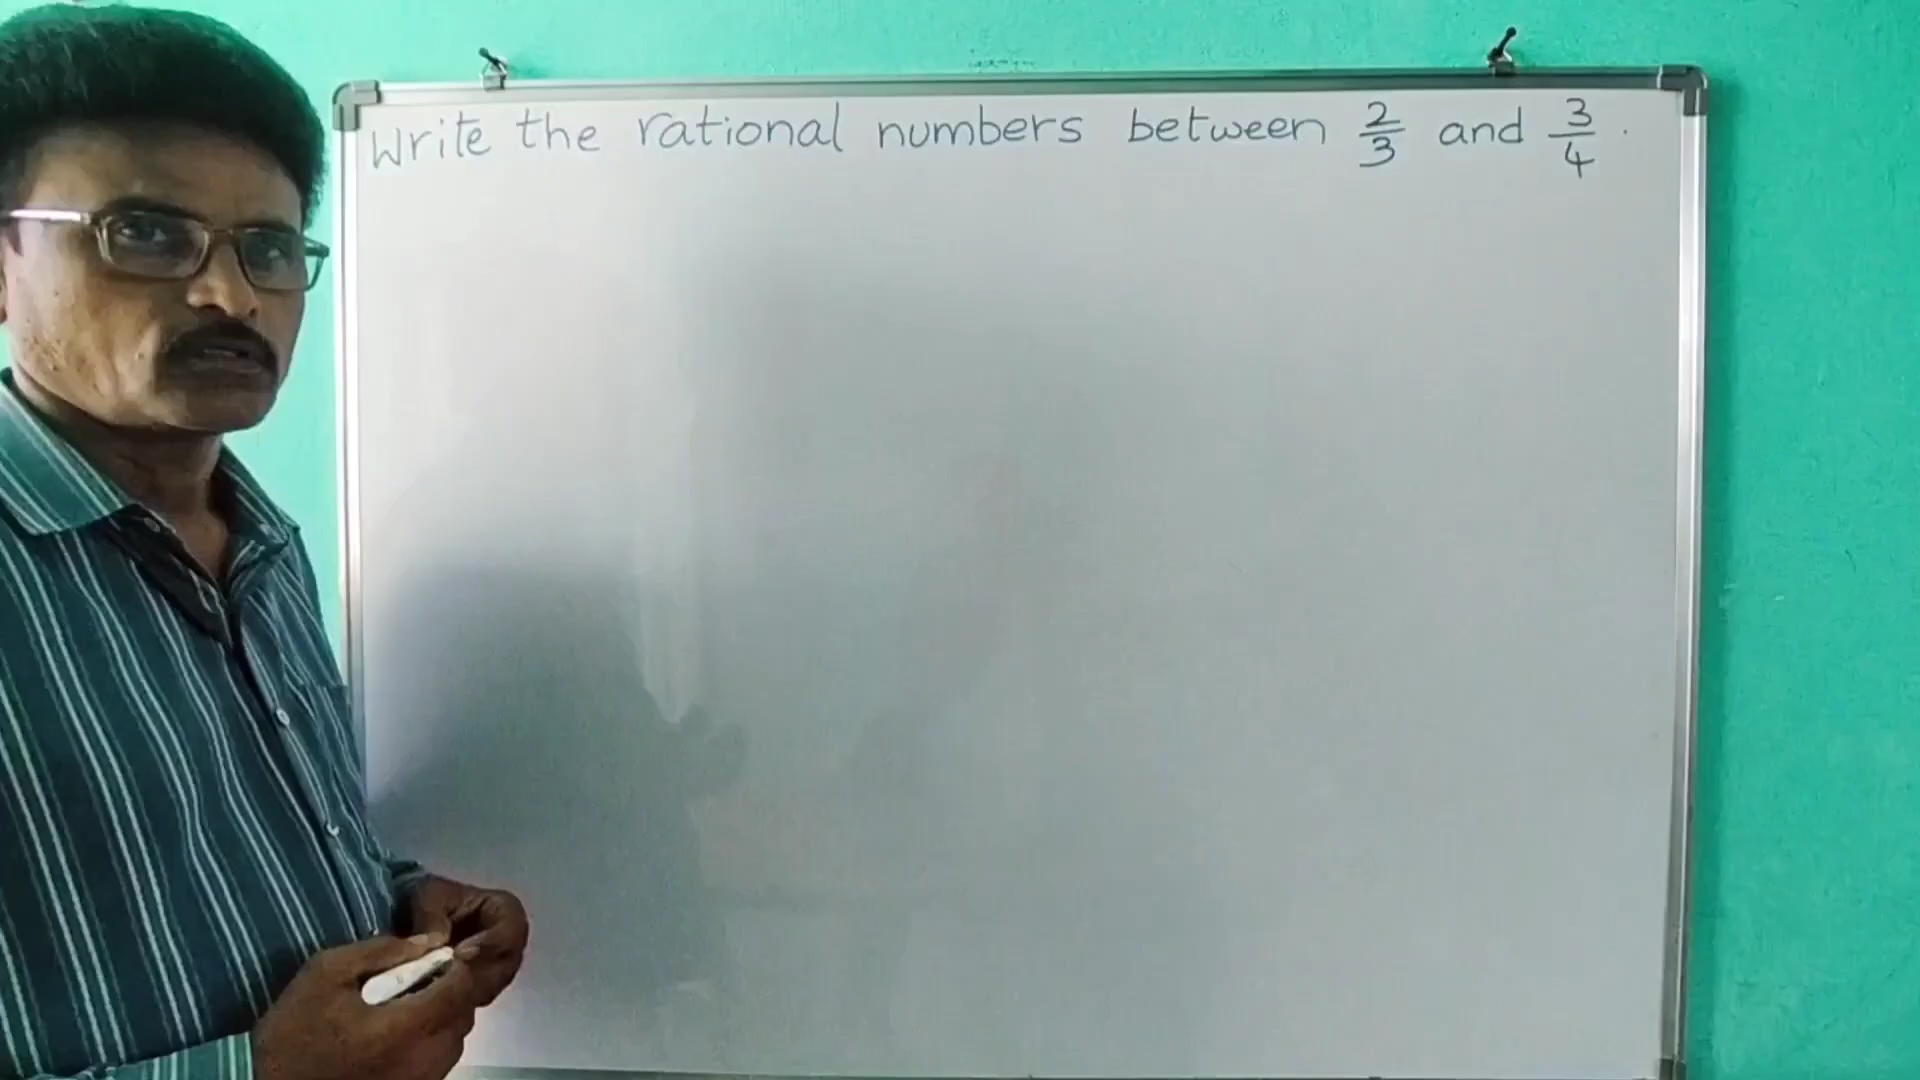 Write the rational numbers between 2/3 and 3/4.